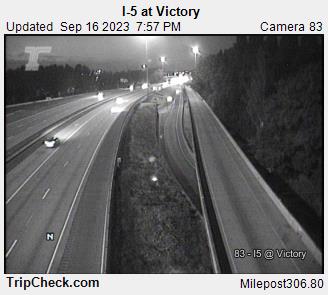 I-5 at Victory
Updated Sep 16 2023 7:57 PM Camera 83
T
N
83 - I5 @ Victory
TripCheck.com Milepost306.80